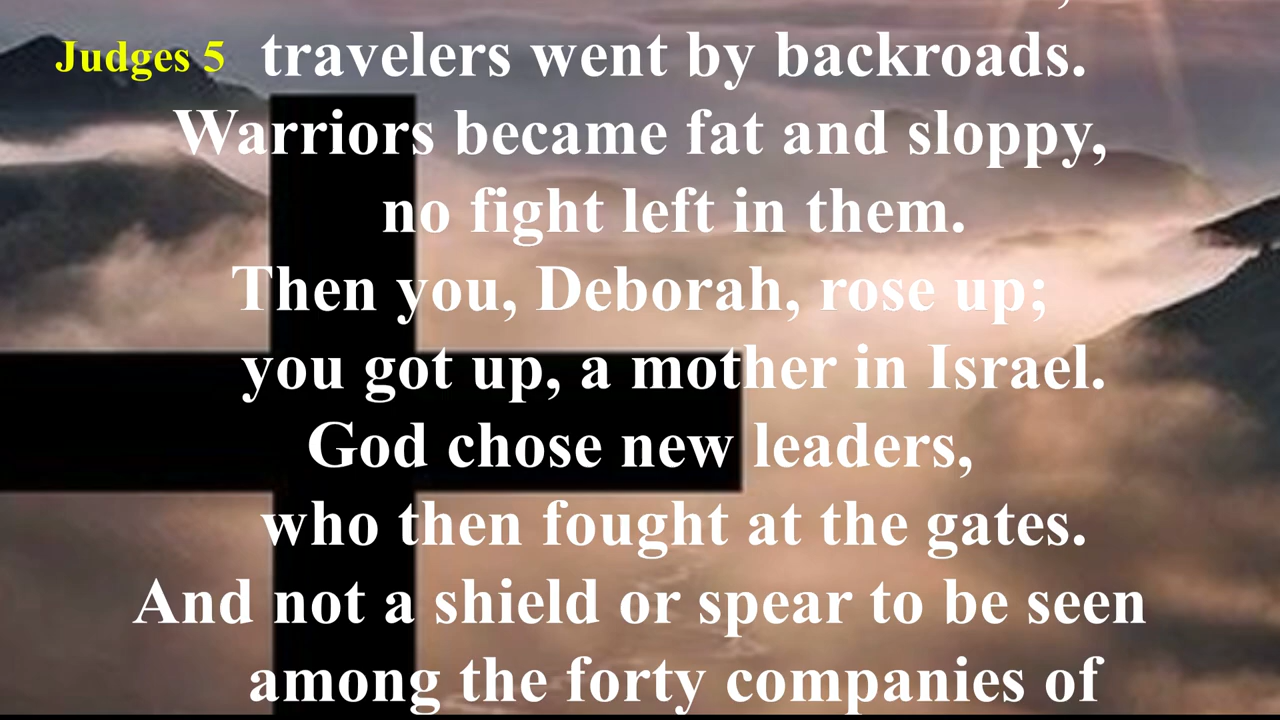 Judges 5
travelers went by backroads.
Warriors became fat and sloppy,
no fight left in them.
Then you, Deborah, rose up;
you got up, a mother in Israel.
God chose new leaders,
who then fought at the gates.
And not a shield or spear to be seen
among the forty companies of